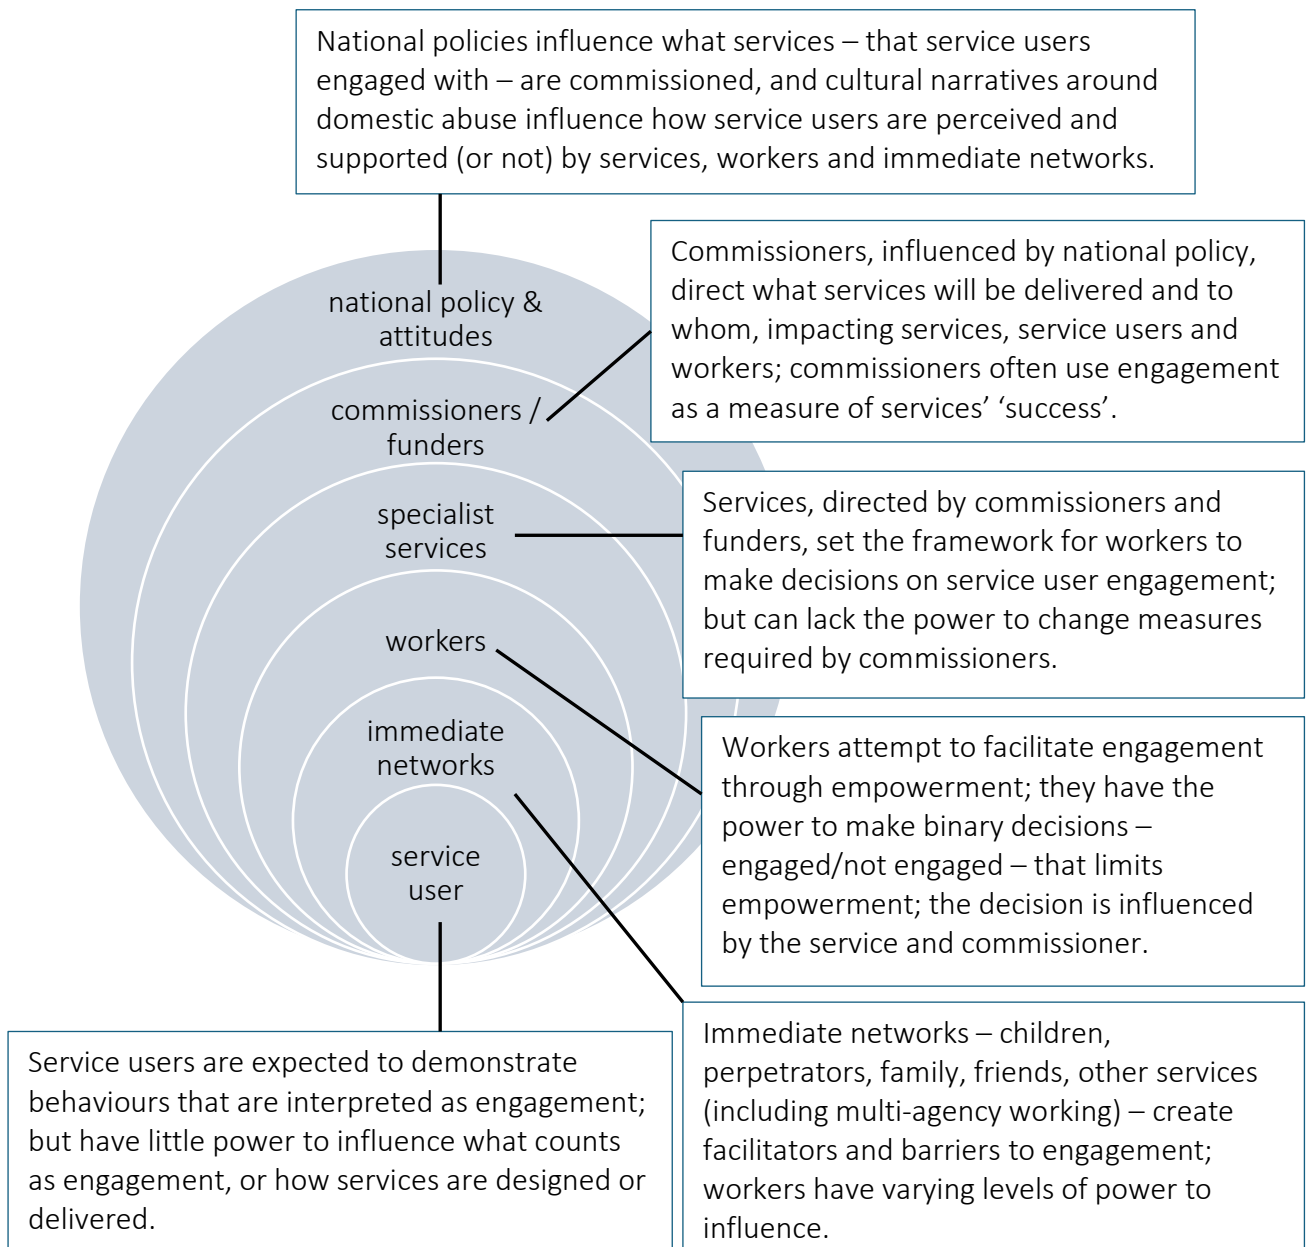 National policies influence what services – that service users
engaged with – are commissioned, and cultural narratives around
domestic abuse influence how service users are perceived and
supported (or not) by services, workers and immediate networks.
national policy &
attitudes
Commissioners, influenced by national policy,
direct what services will be delivered and to
whom, impacting services, service users and
workers; commissioners often use engagement
as a measure of services’ ‘success’.
commissioners /
funders
specialist
services
Services, directed by commissioners and
funders, set the framework for workers to
make decisions on service user engagement;
but can lack the power to change measures
required by commissioners.
workers
Workers attempt to facilitate engagement
through empowerment; they have the
power to make binary decisions –
engaged/not engaged – that limits
empowerment; the decision is influenced
by the service and commissioner.
immediate
networks
service
user
Immediate networks – children,
perpetrators, family, friends, other services
(including multi-agency working) – create
facilitators and barriers to engagement;
workers have varying levels of power to
influence.
Service users are expected to demonstrate
behaviours that are interpreted as engagement;
but have little power to influence what counts
as engagement, or how services are designed or
delivered.